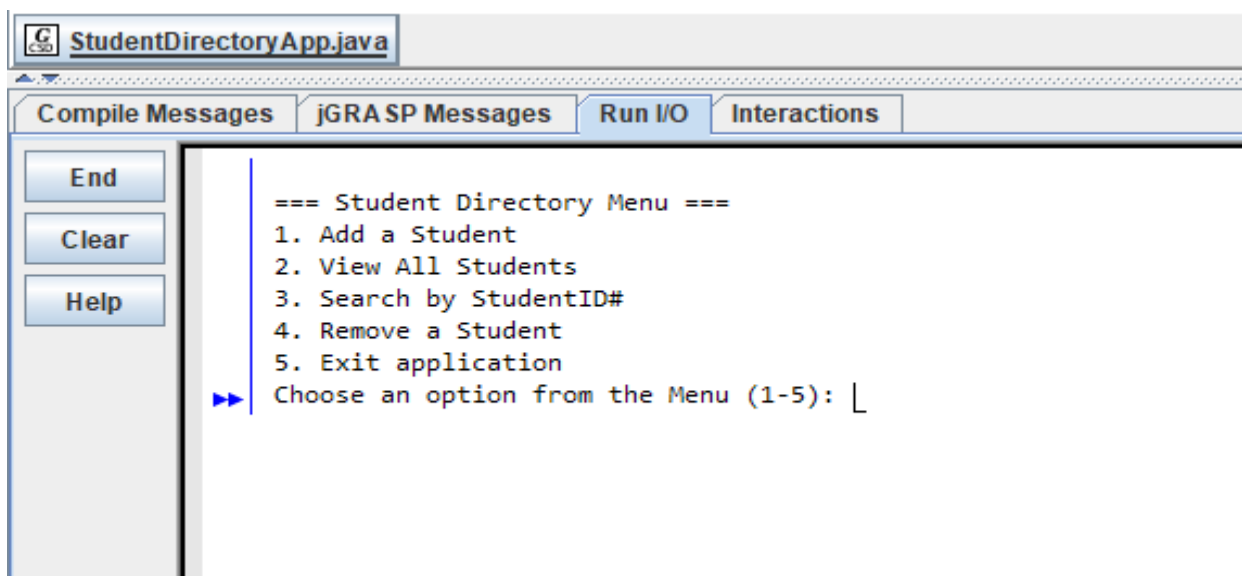 StudentDirectoryApp.java
Compile Messages jGRASP Messages Run I/O Interactions
End
Clear
Help
=== Student Directory Menu ===
1. Add a Student
2. View All Students
3. Search by StudentID#
4. Remove a Student
5. Exit application
Choose an option from the Menu (1-5):